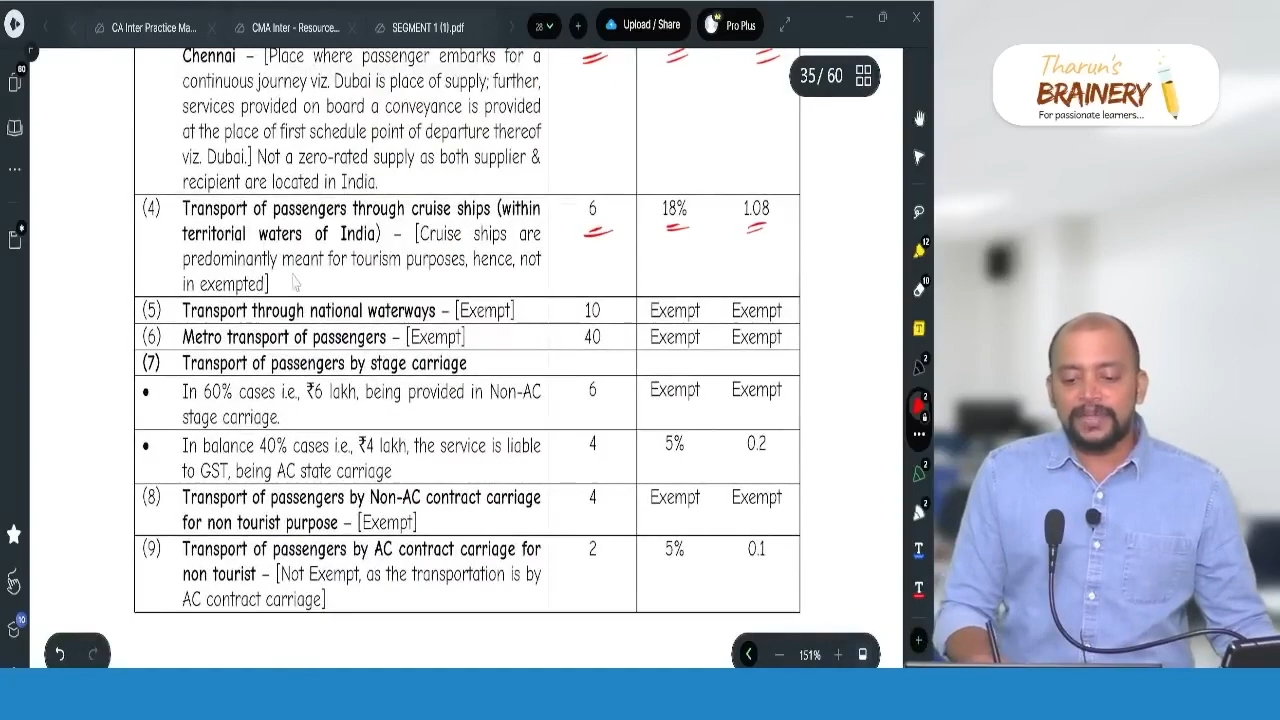 CA Inter Practice Ma...
CMA Inter - Resource...
SEGMENT 1 (1).pdf
28
Upload / Share
Pro Plus
60
35 / 60
Tharun's
BRAINERY
For passionate learners...
Chennai – [Place where passenger embarks for a
continuous journey viz. Dubai is place of supply; further,
services provided on board a conveyance is provided
at the place of first schedule point of departure thereof
viz. Dubai.] Not a zero-rated supply as both supplier &
recipient are located in India.
(4) Transport of passengers through cruise ships (within 6 18% 1.08
territorial waters of India) – [Cruise ships are
predominantly meant for tourism purposes, hence, not
in exempted]
(5) Transport through national waterways – [Exempt] 10 Exempt Exempt
(6) Metro transport of passengers – [Exempt] 40 Exempt Exempt
(7) Transport of passengers by stage carriage
• In 60% cases i.e., ₹6 lakh, being provided in Non-AC 6 Exempt Exempt
stage carriage.
• In balance 40% cases i.e., ₹4 lakh, the service is liable 4 5% 0.2
to GST, being AC state carriage
(8) Transport of passengers by Non-AC contract carriage 4 Exempt Exempt
for non tourist purpose – [Exempt]
(9) Transport of passengers by AC contract carriage for 2 5% 0.1
non tourist – [Not Exempt, as the transportation is by
AC contract carriage]
151%
10
12
10
T
2
2
2
2
T
T